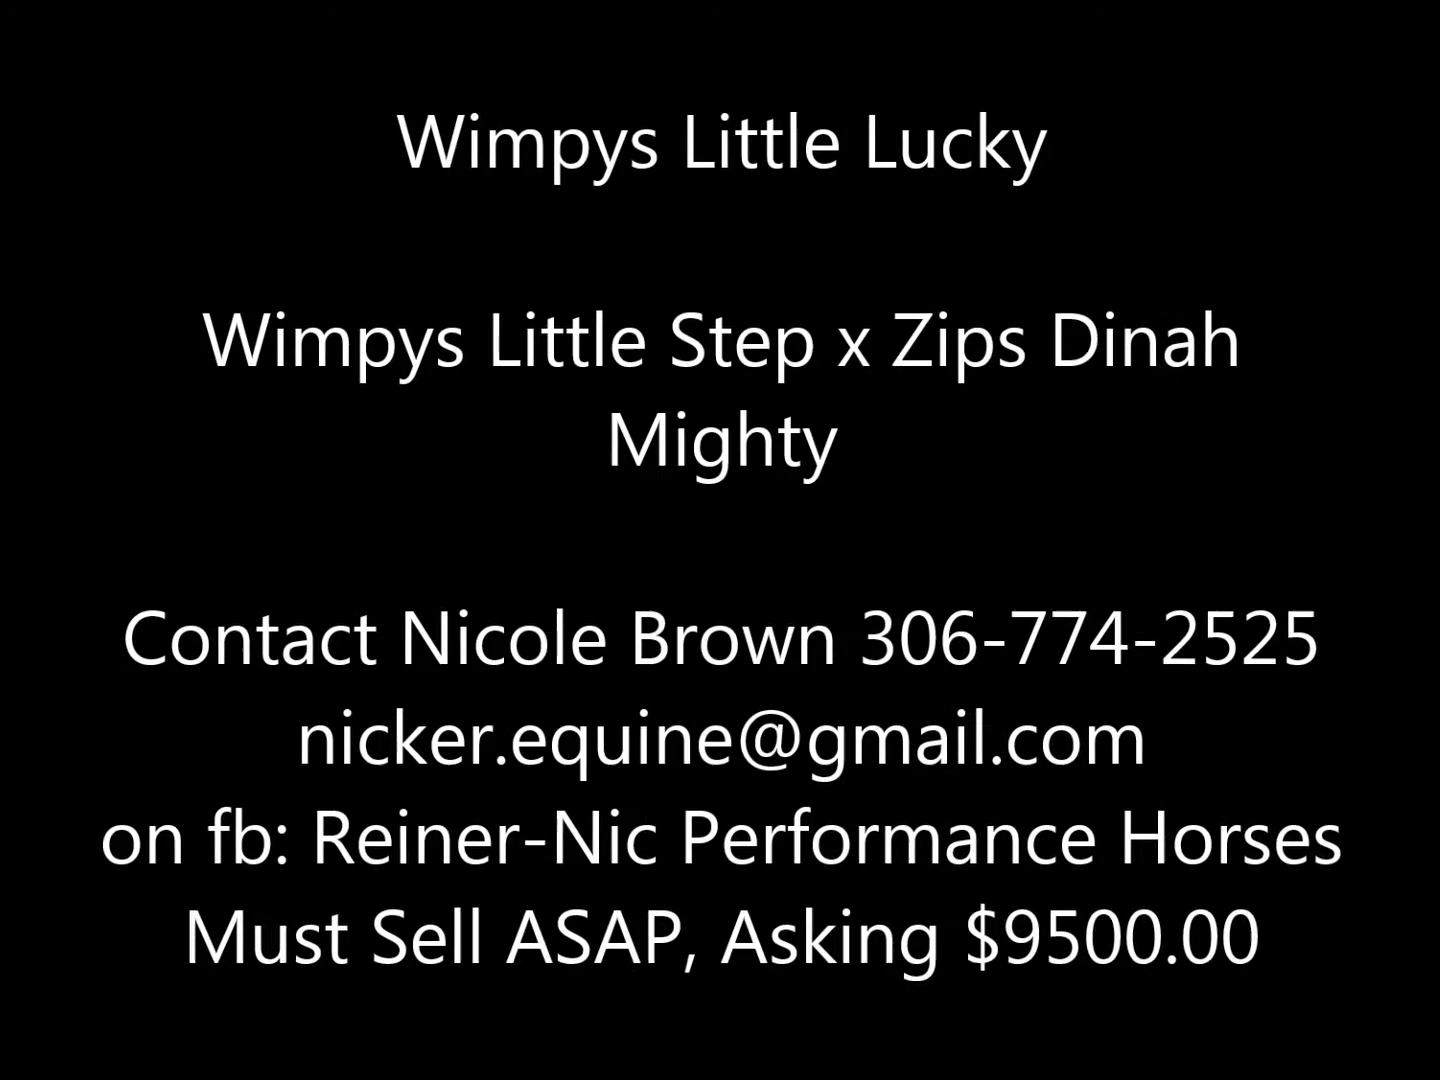 Wimpys Little Lucky
Wimpys Little Step x Zips Dinah
Mighty
Contact Nicole Brown 306-774-2525
nicker.equine@gmail.com
on fb: Reiner-Nic Performance Horses
Must Sell ASAP, Asking $9500.00